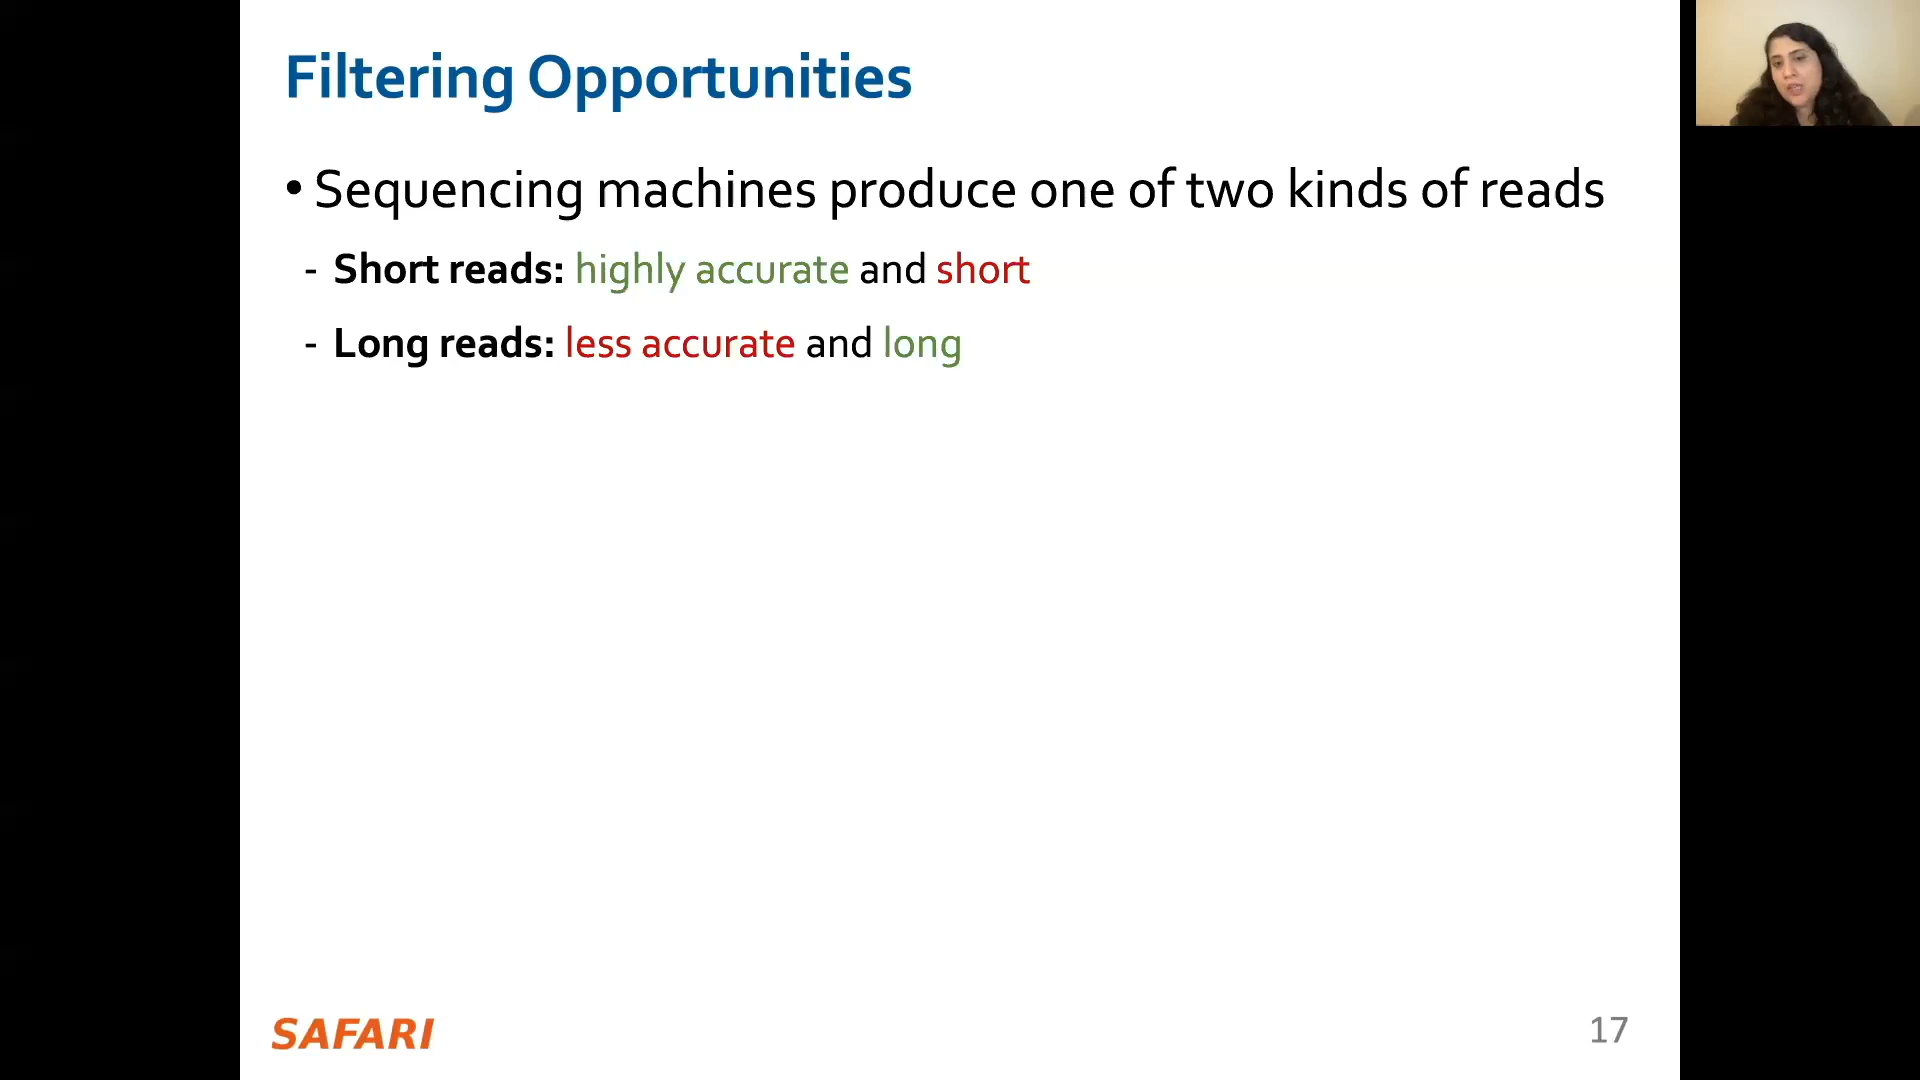 Filtering Opportunities
• Sequencing machines produce one of two kinds of reads
- Short reads: highly accurate and short
- Long reads: less accurate and long
SAFARI
17